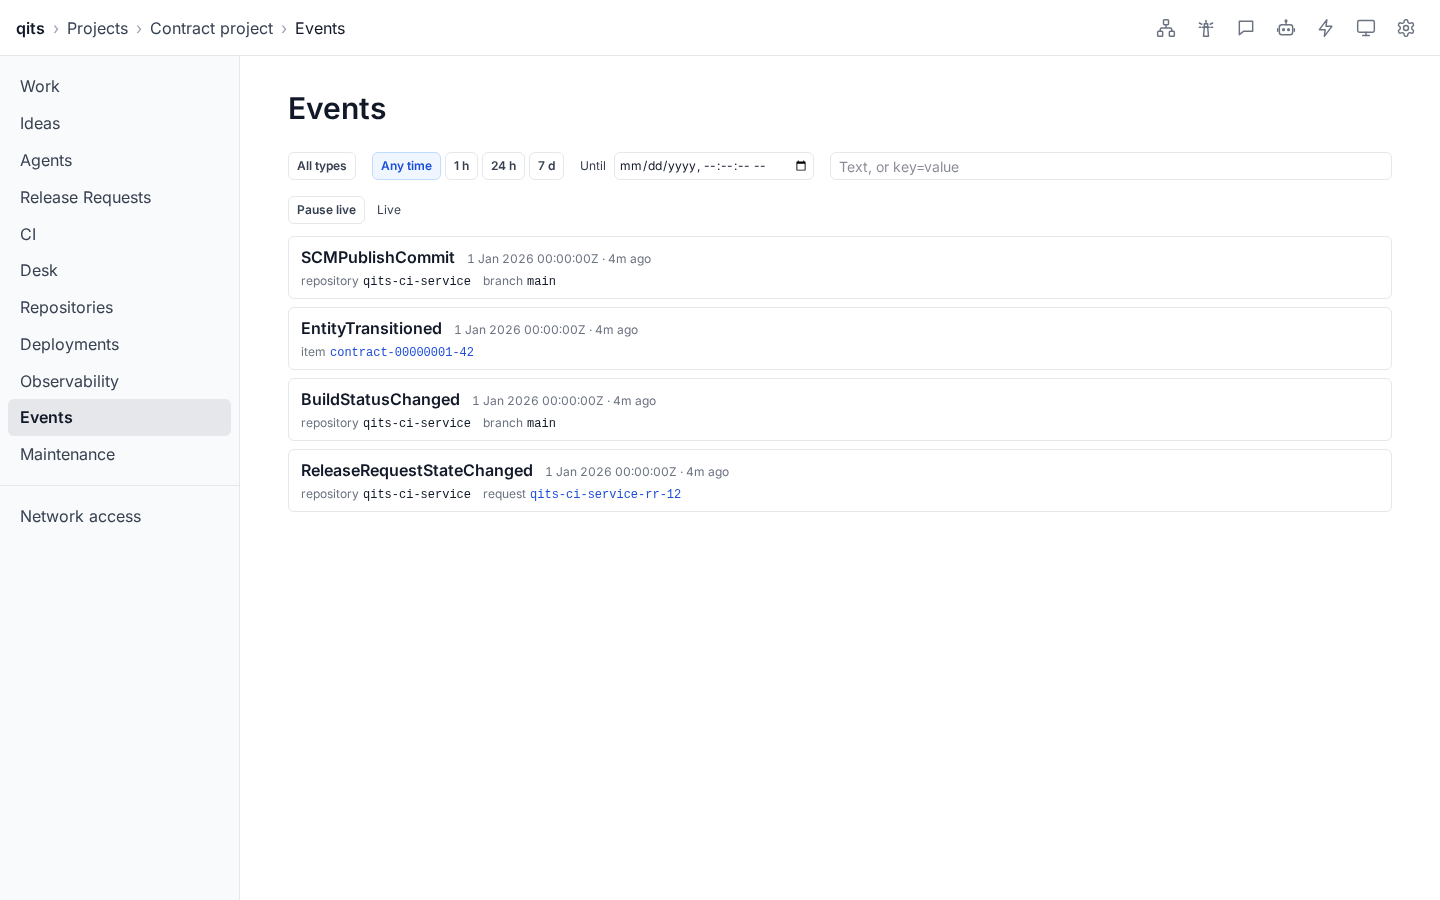 qits › Projects › Contract project › Events
Work
Ideas
Agents
Release Requests
CI
Desk
Repositories
Deployments
Observability
Events
Maintenance
Network access
Events
All types Any time 1 h 24 h 7 d Until mm/dd/yyyy, --:--:-- -- Text, or key=value
Pause live Live
SCMPublishCommit 1 Jan 2026 00:00:00Z · 4m ago
repository qits-ci-service branch main
EntityTransitioned 1 Jan 2026 00:00:00Z · 4m ago
item contract-00000001-42
BuildStatusChanged 1 Jan 2026 00:00:00Z · 4m ago
repository qits-ci-service branch main
ReleaseRequestStateChanged 1 Jan 2026 00:00:00Z · 4m ago
repository qits-ci-service request qits-ci-service-rr-12